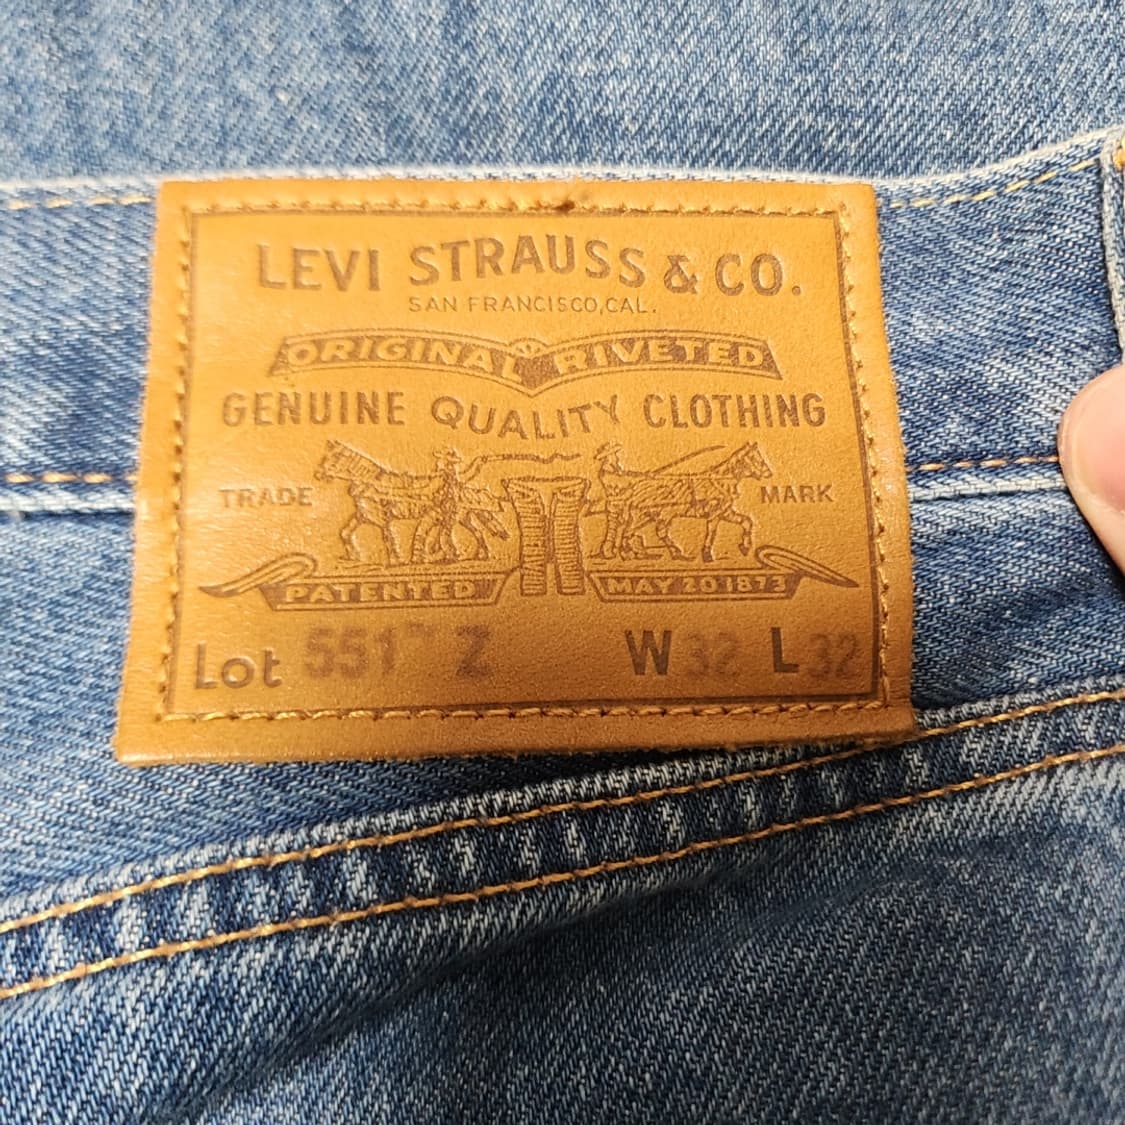 LEVI STRAUSS & CO.
SAN FRANCISCO, CAL.
ORIGINAL RIVETED
GENUINE QUALITY CLOTHING
TRADE MARK
PATENTED MAY 20 1873
Lot 551™ Z W32 L32